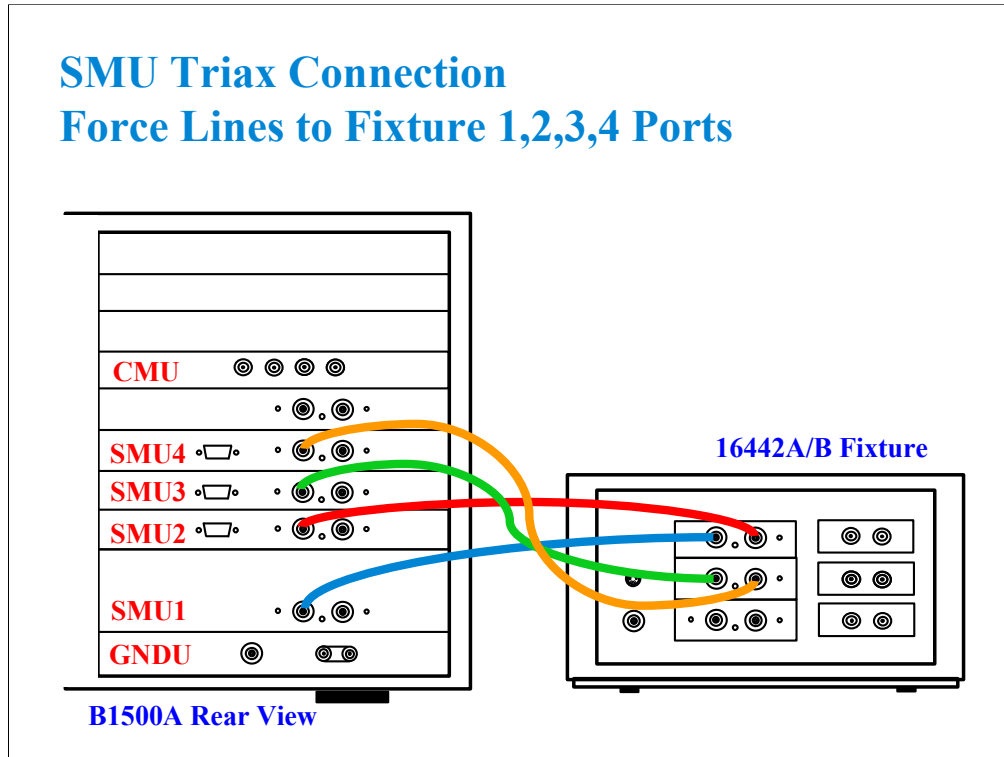 SMU Triax Connection
Force Lines to Fixture 1,2,3,4 Ports
CMU
SMU4
SMU3
SMU2
SMU1
GNDU
B1500A Rear View
16442A/B Fixture